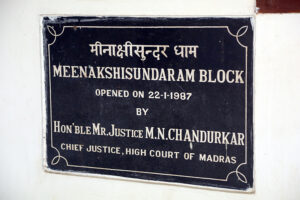 मीनाक्षीसुन्दर धाम
MEENAKSHISUNDARAM BLOCK
OPENED ON 22-1-1987
BY
HON'BLE MR. JUSTICE M.N. CHANDURKAR
CHIEF JUSTICE, HIGH COURT OF MADRAS